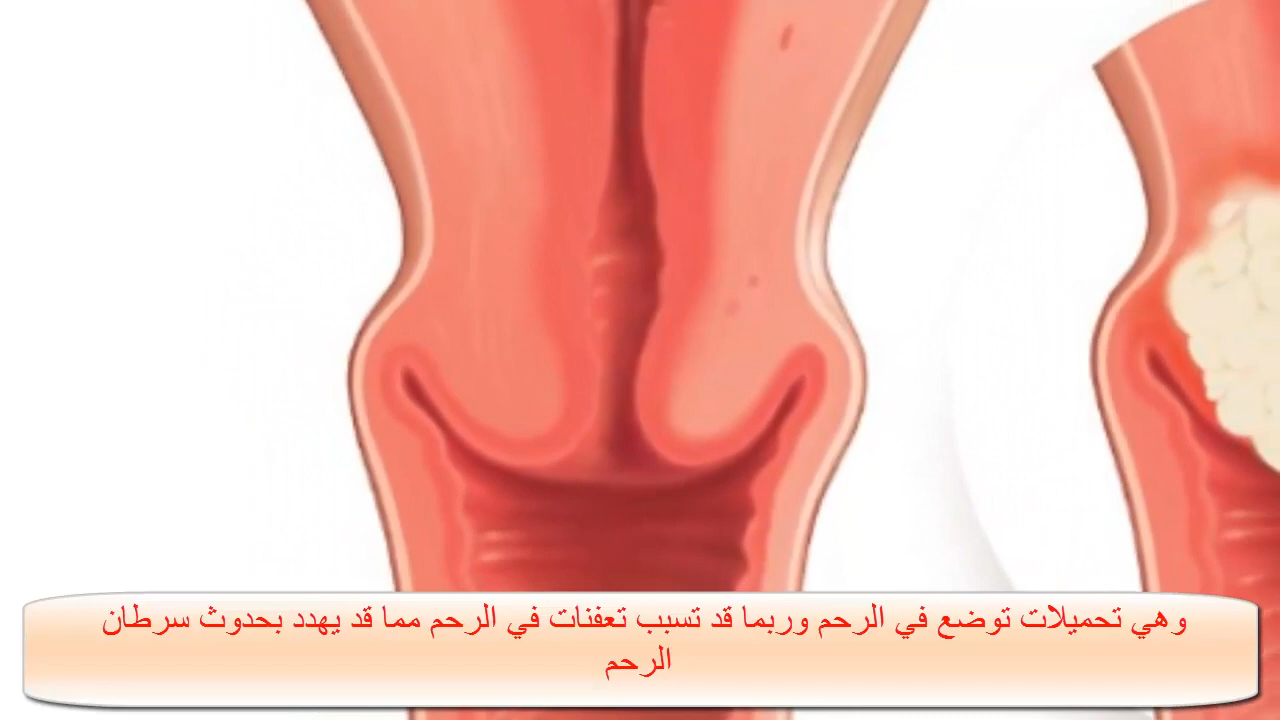 وهي تحميلات توضع في الرحم وربما قد تسبب تعفنات في الرحم مما قد يهدد بحدوث سرطان
الرحم